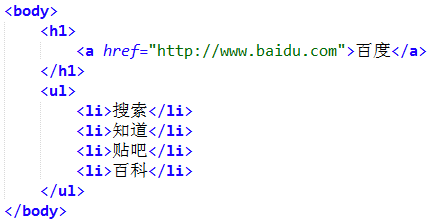 <body>
<h1>
<a href="http://www.baidu.com">百度</a>
</h1>
<ul>
<li>搜索</li>
<li>知道</li>
<li>贴吧</li>
<li>百科</li>
</ul>
</body>